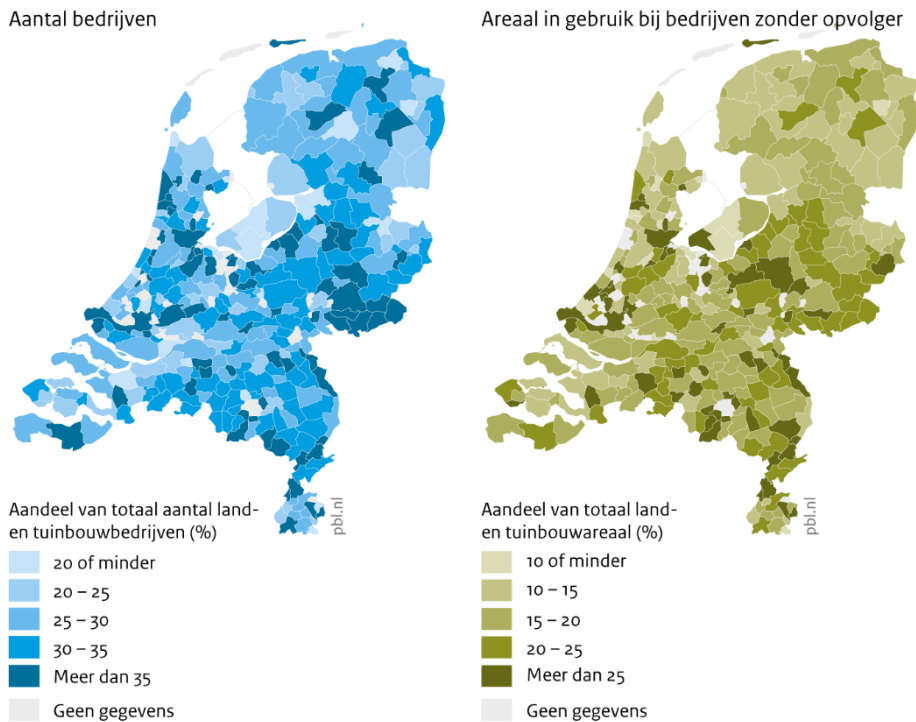 Aantal bedrijven
Aandeel van totaal aantal land-
en tuinbouwbedrijven (%)
20 of minder
20 – 25
25 – 30
30 – 35
Meer dan 35
Geen gegevens
pbl.nl
Areaal in gebruik bij bedrijven zonder opvolger
Aandeel van totaal land-
en tuinbouwareaal (%)
10 of minder
10 – 15
15 – 20
20 – 25
Meer dan 25
Geen gegevens
pbl.nl